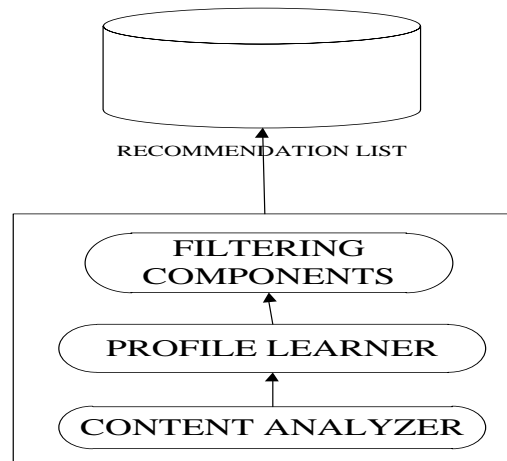 RECOMMENDATION LIST
FILTERING
COMPONENTS
PROFILE LEARNER
CONTENT ANALYZER